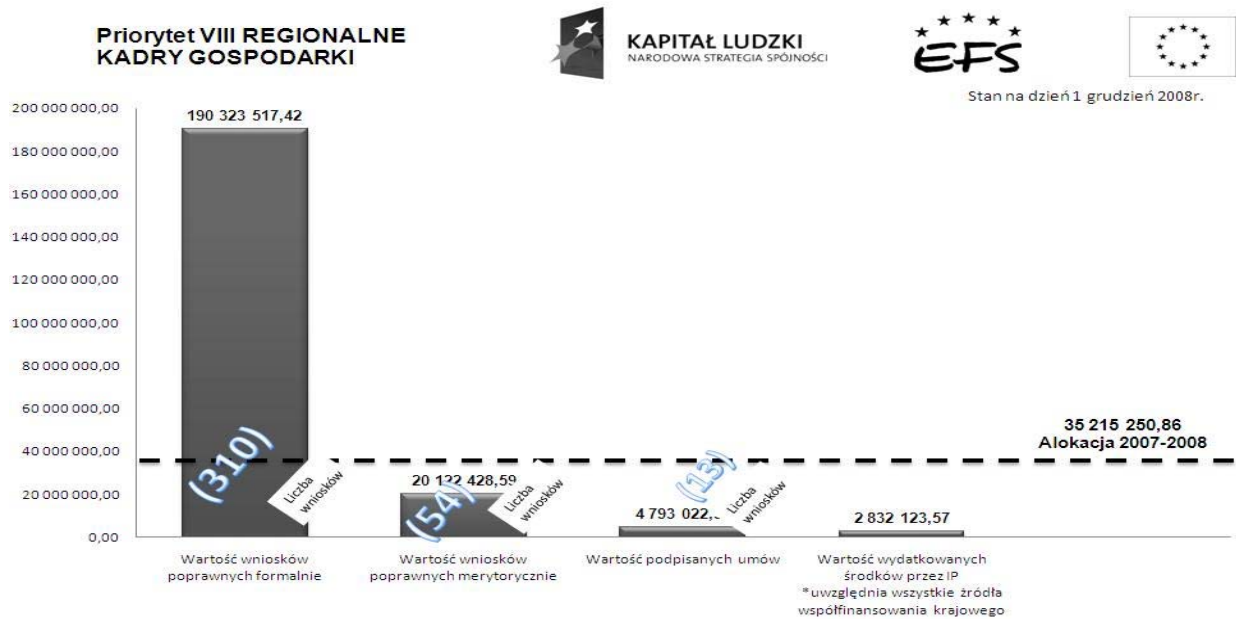 Priorytet VIII REGIONALNE
KADRY GOSPODARKI
KAPITAŁ LUDZKI
NARODOWA STRATEGIA SPÓJNOŚCI
EFS
Stan na dzień 1 grudzień 2008r.
200 000 000,00
180 000 000,00
160 000 000,00
140 000 000,00
120 000 000,00
100 000 000,00
80 000 000,00
60 000 000,00
40 000 000,00
20 000 000,00
0,00
190 323 517,42
(310)
Liczba
wniosków
20 122 428,59
(54)
Liczba
wniosków
4 793 022,
(13)
Liczba
wniosków
2 832 123,57
35 215 250,86
Alokacja 2007-2008
Wartość wniosków
poprawnych formalnie
Wartość wniosków
poprawnych merytorycznie
Wartość podpisanych umów
Wartość wydatkowanych
środków przez IP
*uwzględnia wszystkie źródła
współfinansowania krajowego